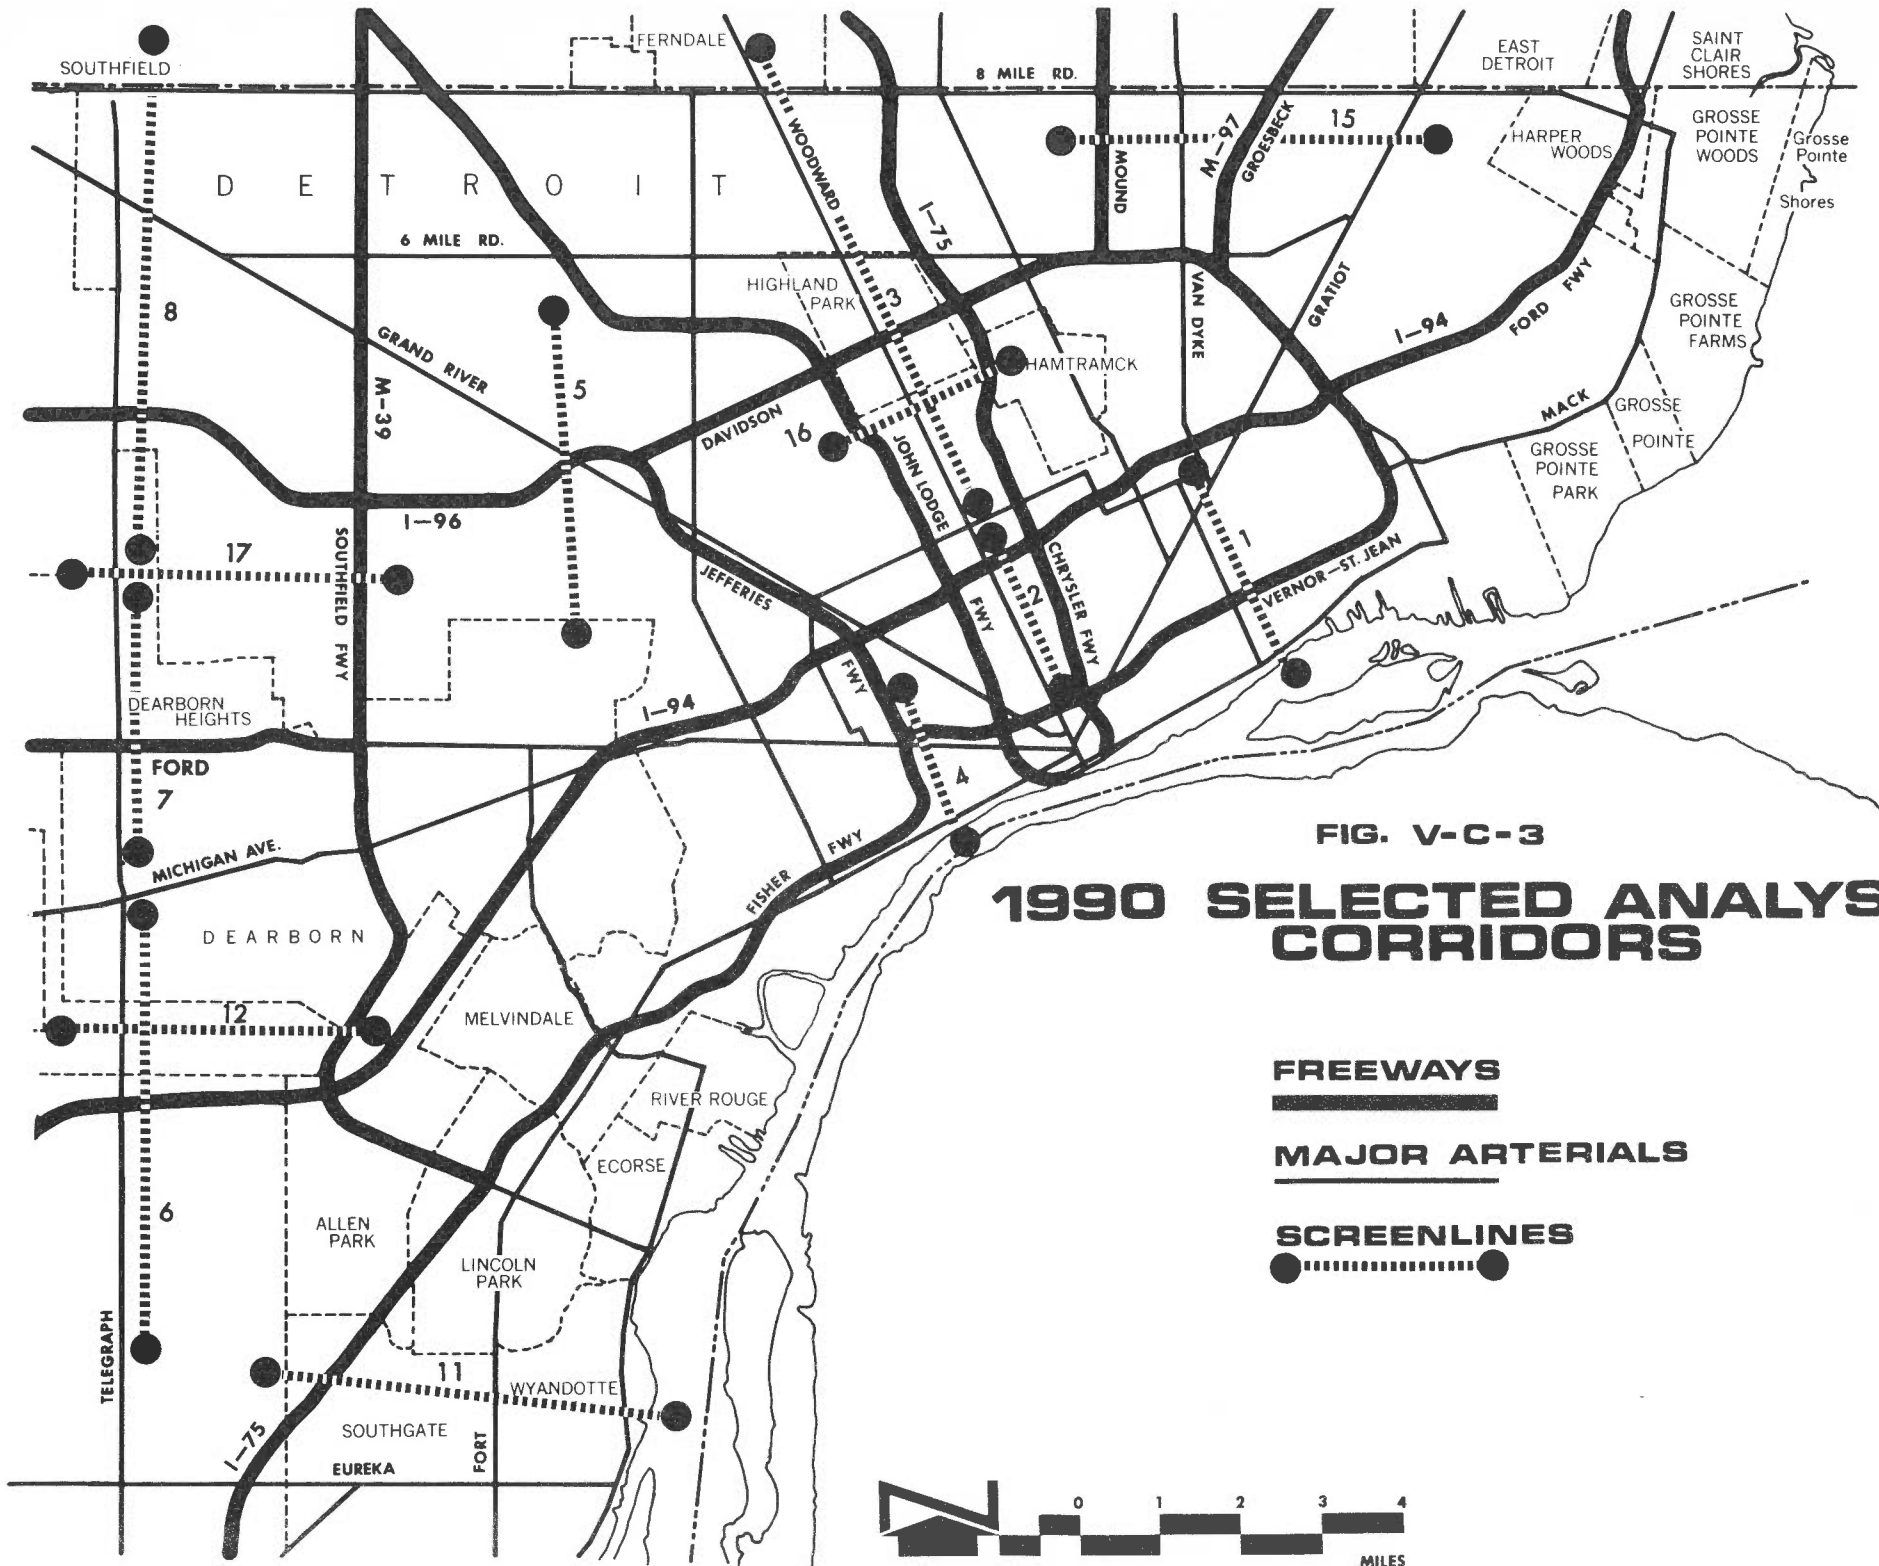 SOUTHFIELD
FERNDALE
8 MILE RD.
EAST
DETROIT
SAINT
CLAIR
SHORES
WOODWARD
MOUND
M-97
GROESBECK
15
HARPER
WOODS
GROSSE
POINTE
WOODS
Grosse
Pointe
Shores
DETROIT
6 MILE RD.
I-75
HIGHLAND
PARK
3
VAN DYKE
GRATIOT
I-94
FORD FWY
GROSSE
POINTE
FARMS
8
GRAND RIVER
M-39
5
DAVIDSON
16
HAMTRAMCK
JOHN LODGE
FWY
MACK
GROSSE
POINTE
GROSSE
POINTE
PARK
I-96
17
SOUTHFIELD FWY
JEFFERIES
FWY
2
CHRYSLER FWY
1
VERNOR-ST. JEAN
DEARBORN
HEIGHTS
I-94
FORD
7
4
MICHIGAN AVE.
FISHER FWY
FIG. V-C-3
1990 SELECTED ANALYS
CORRIDORS
DEARBORN
12
MELVINDALE
RIVER ROUGE
ECORSE
FREEWAYS
MAJOR ARTERIALS
SCREENLINES
6
ALLEN
PARK
LINCOLN
PARK
TELEGRAPH
11
WYANDOTTE
SOUTHGATE
I-75
FORT
EUREKA
0 1 2 3 4
MILES